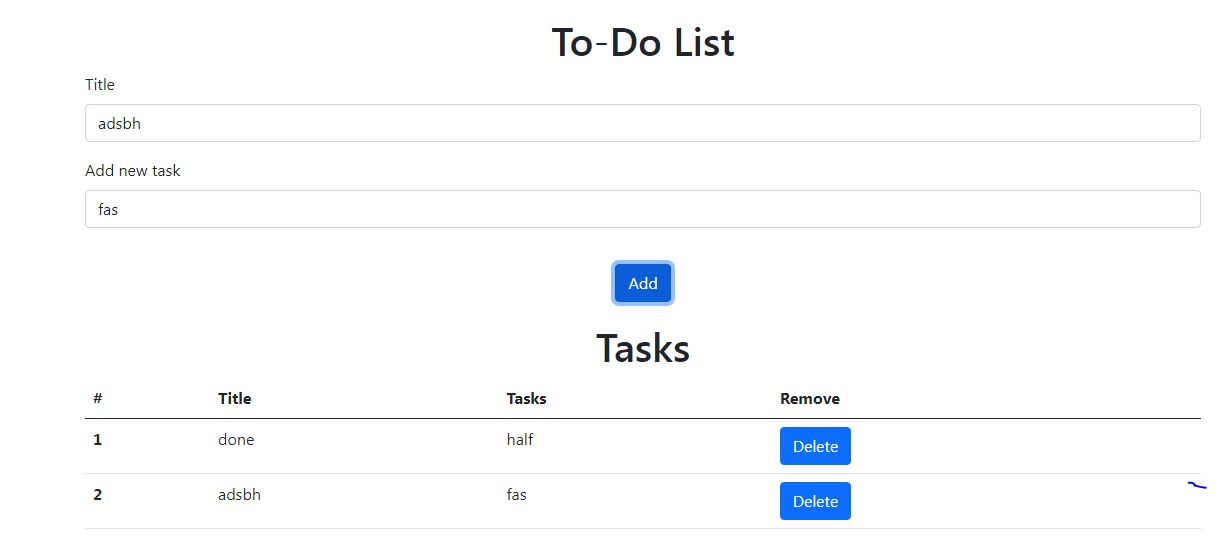 To-Do List
Title
adsbh
Add new task
fas
Add
Tasks
# Title Tasks Remove
1 done half Delete
2 adsbh fas Delete